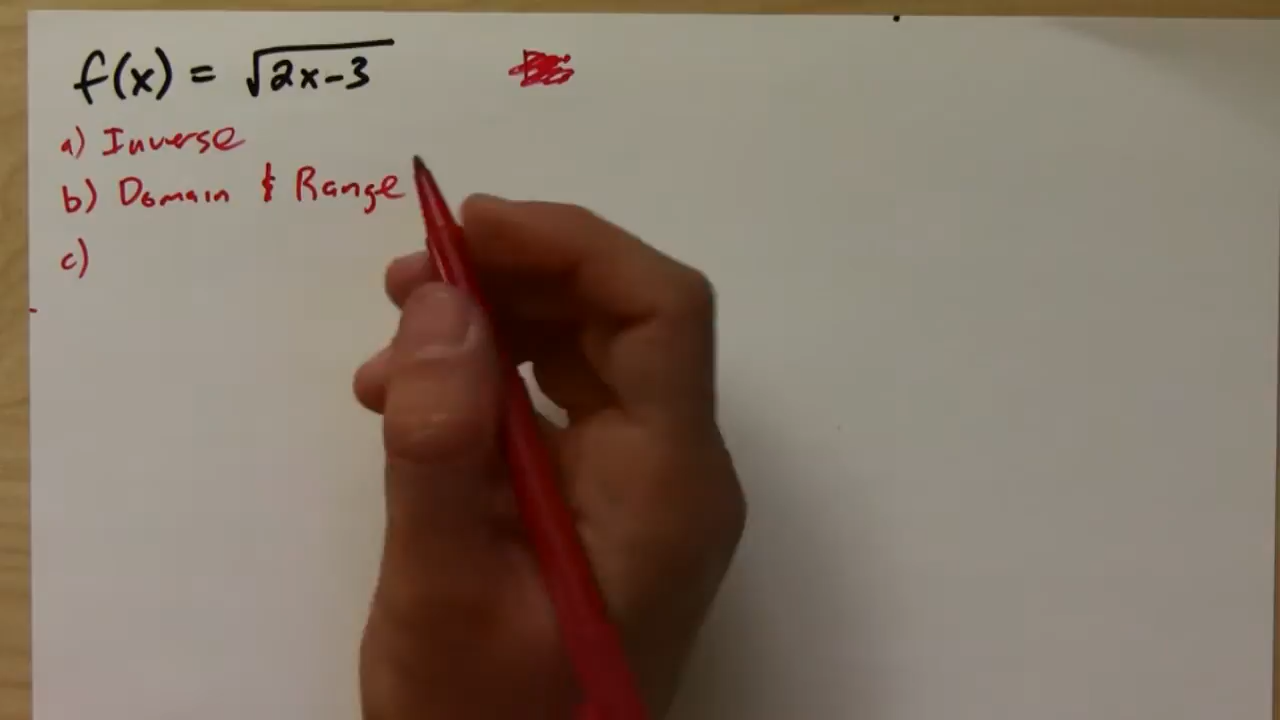 f(x) = √2x-3
a) Inverse
b) Domain & Range
c)